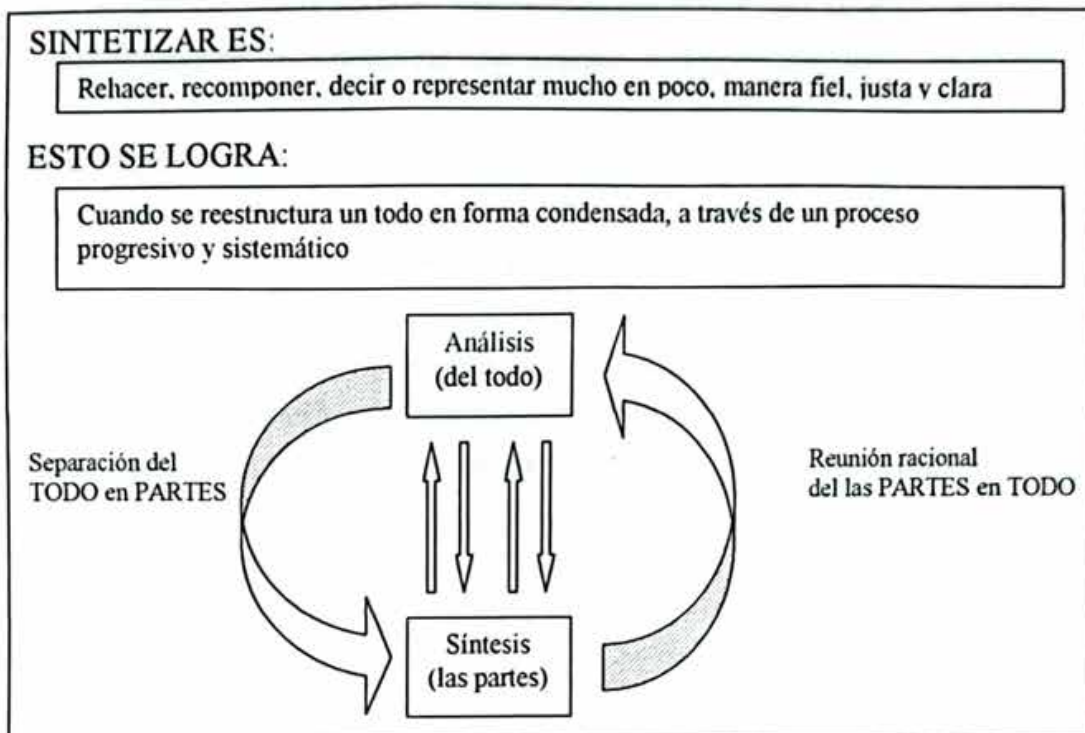 SINTETIZAR ES:
Rehacer, recomponer, decir o representar mucho en poco, manera fiel, justa y clara
ESTO SE LOGRA:
Cuando se reestructura un todo en forma condensada, a través de un proceso
progresivo y sistemático
Análisis
(del todo)
Separación del
TODO en PARTES
Reunión racional
del las PARTES en TODO
Síntesis
(las partes)